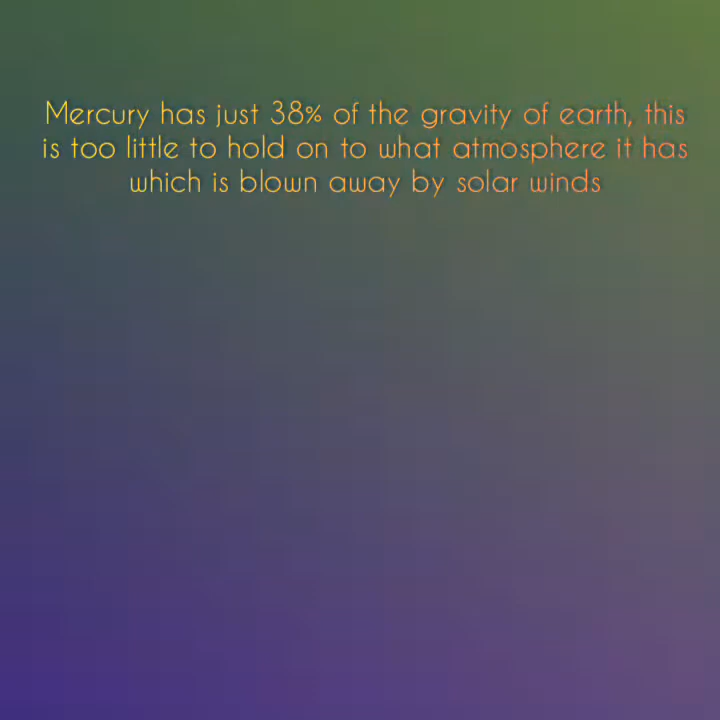 Mercury has just 38% of the gravity of earth, this
is too little to hold on to what atmosphere it has
which is blown away by solar winds